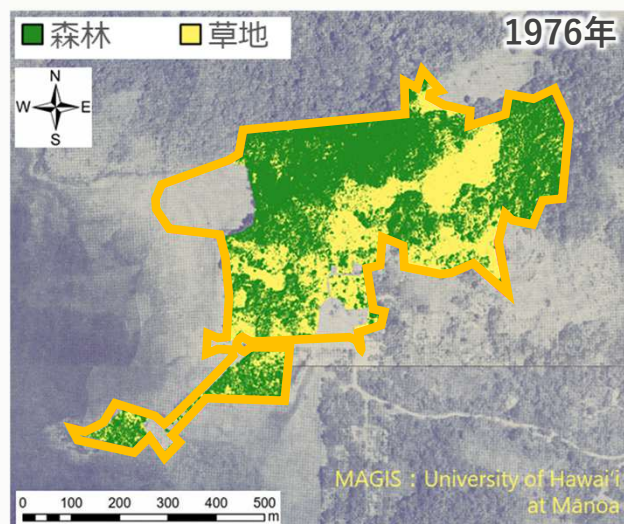 森林 草地
1976年
N
W E
S
MAGIS：University of Hawai'i
at Mānoa
0 100 200 300 400 500
m